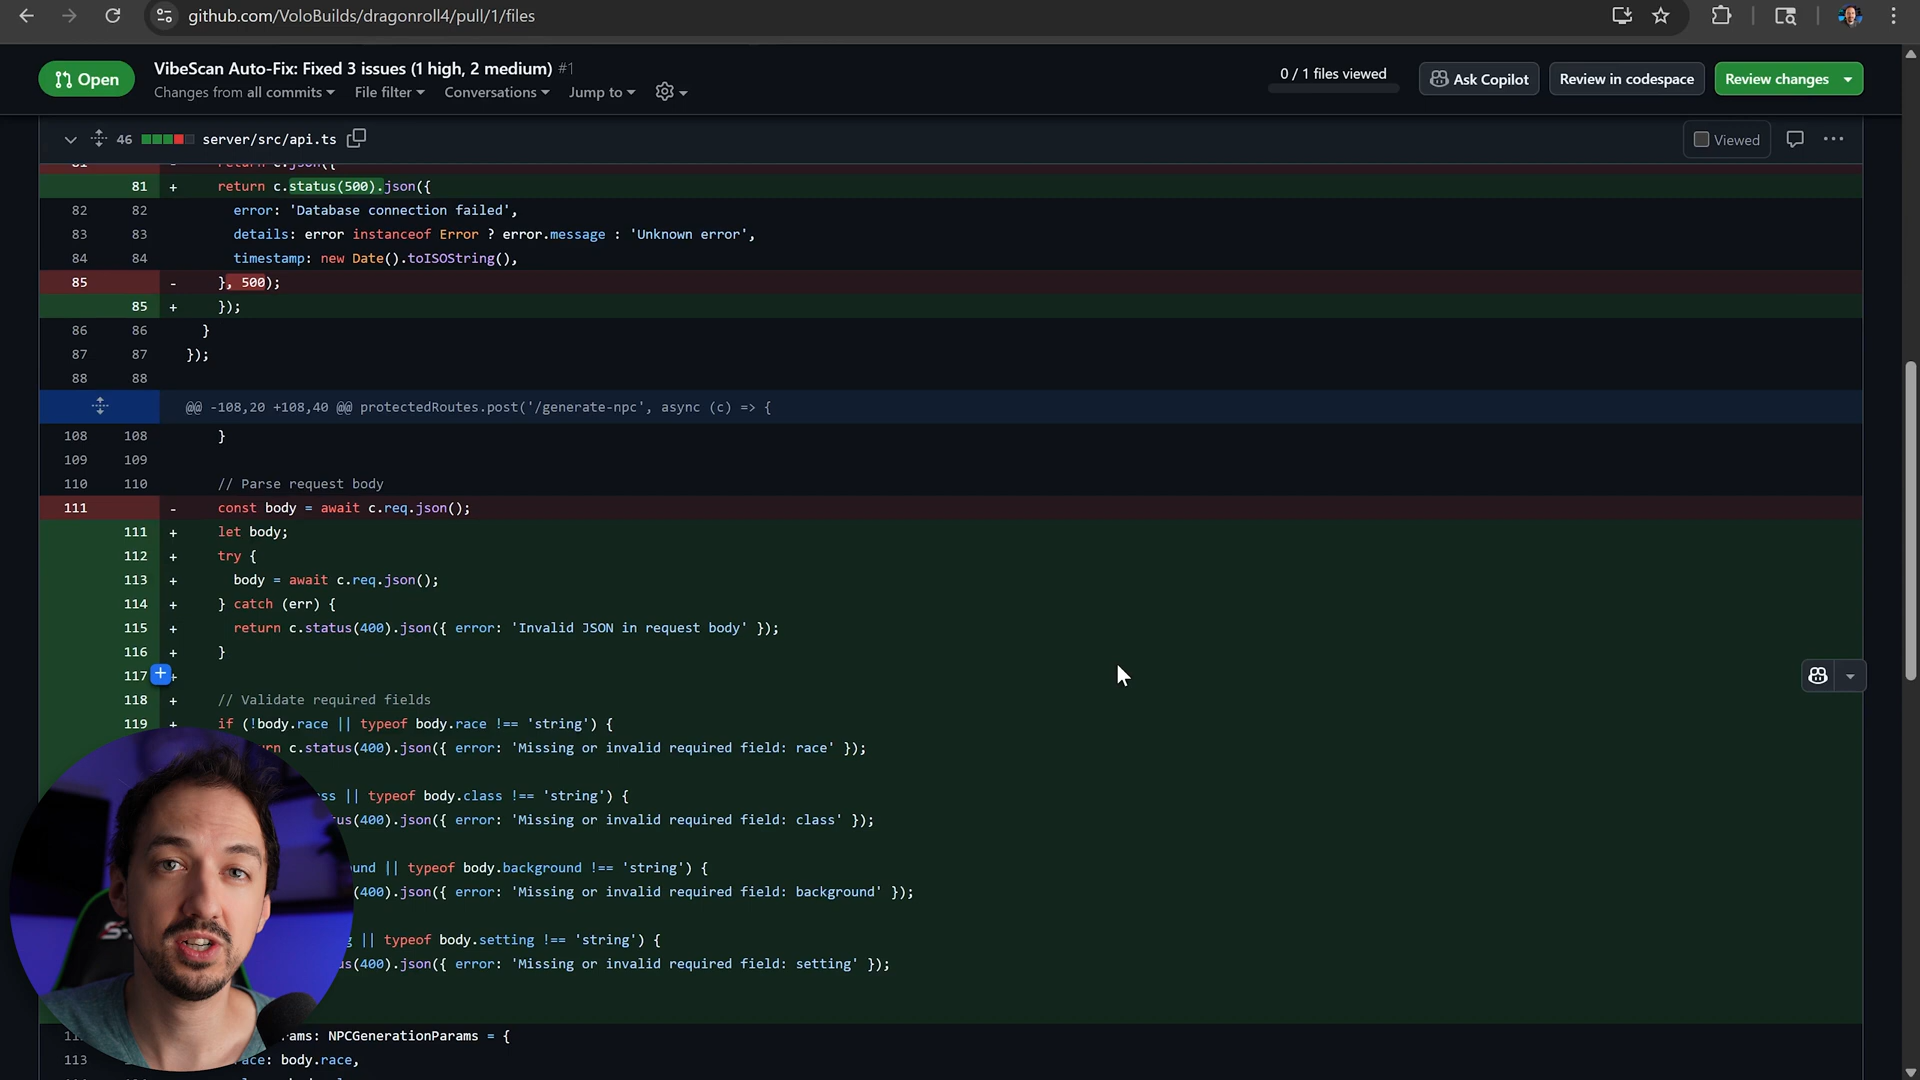 github.com/VoloBuilds/dragonroll4/pull/1/files
Open
VibeScan Auto-Fix: Fixed 3 issues (1 high, 2 medium) #1
Changes from all commits
File filter
Conversations
Jump to
0 / 1 files viewed
Ask Copilot
Review in codespace
Review changes
46
server/src/api.ts
Viewed
81 - return c.json({
81 + return c.status(500).json({
82 82 error: 'Database connection failed',
83 83 details: error instanceof Error ? error.message : 'Unknown error',
84 84 timestamp: new Date().toISOString(),
85 - }, 500);
85 + });
86 86 }
87 87 });
88 88
@@ -108,20 +108,40 @@ protectedRoutes.post('/generate-npc', async (c) => {
108 108 }
109 109
110 110 // Parse request body
111 - const body = await c.req.json();
111 + let body;
112 + try {
113 + body = await c.req.json();
114 + } catch (err) {
115 + return c.status(400).json({ error: 'Invalid JSON in request body' });
116 + }
117 +
118 + // Validate required fields
119 + if (!body.race || typeof body.race !== 'string') {
c.status(400).json({ error: 'Missing or invalid required field: race' });
|| typeof body.class !== 'string') {
(400).json({ error: 'Missing or invalid required field: class' });
|| typeof body.background !== 'string') {
(400).json({ error: 'Missing or invalid required field: background' });
|| typeof body.setting !== 'string') {
(400).json({ error: 'Missing or invalid required field: setting' });
: NPCGenerationParams = {
113 : body.race,